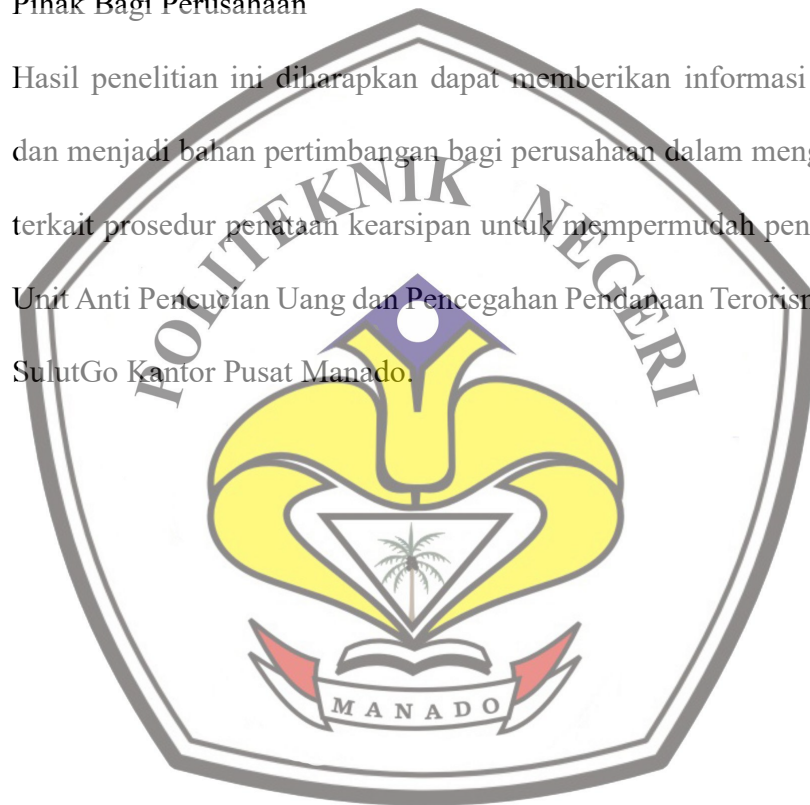 Pihak Bagi Perusahaan
Hasil penelitian ini diharapkan dapat memberikan informasi
dan menjadi bahan pertimbangan bagi perusahaan dalam meng
terkait prosedur penataan kearsipan untuk mempermudah pen
Unit Anti Pencucian Uang dan Pencegahan Pendanaan Teroris
SulutGo Kantor Pusat Manado.
POLITEKNIK NEGERI
MANADO